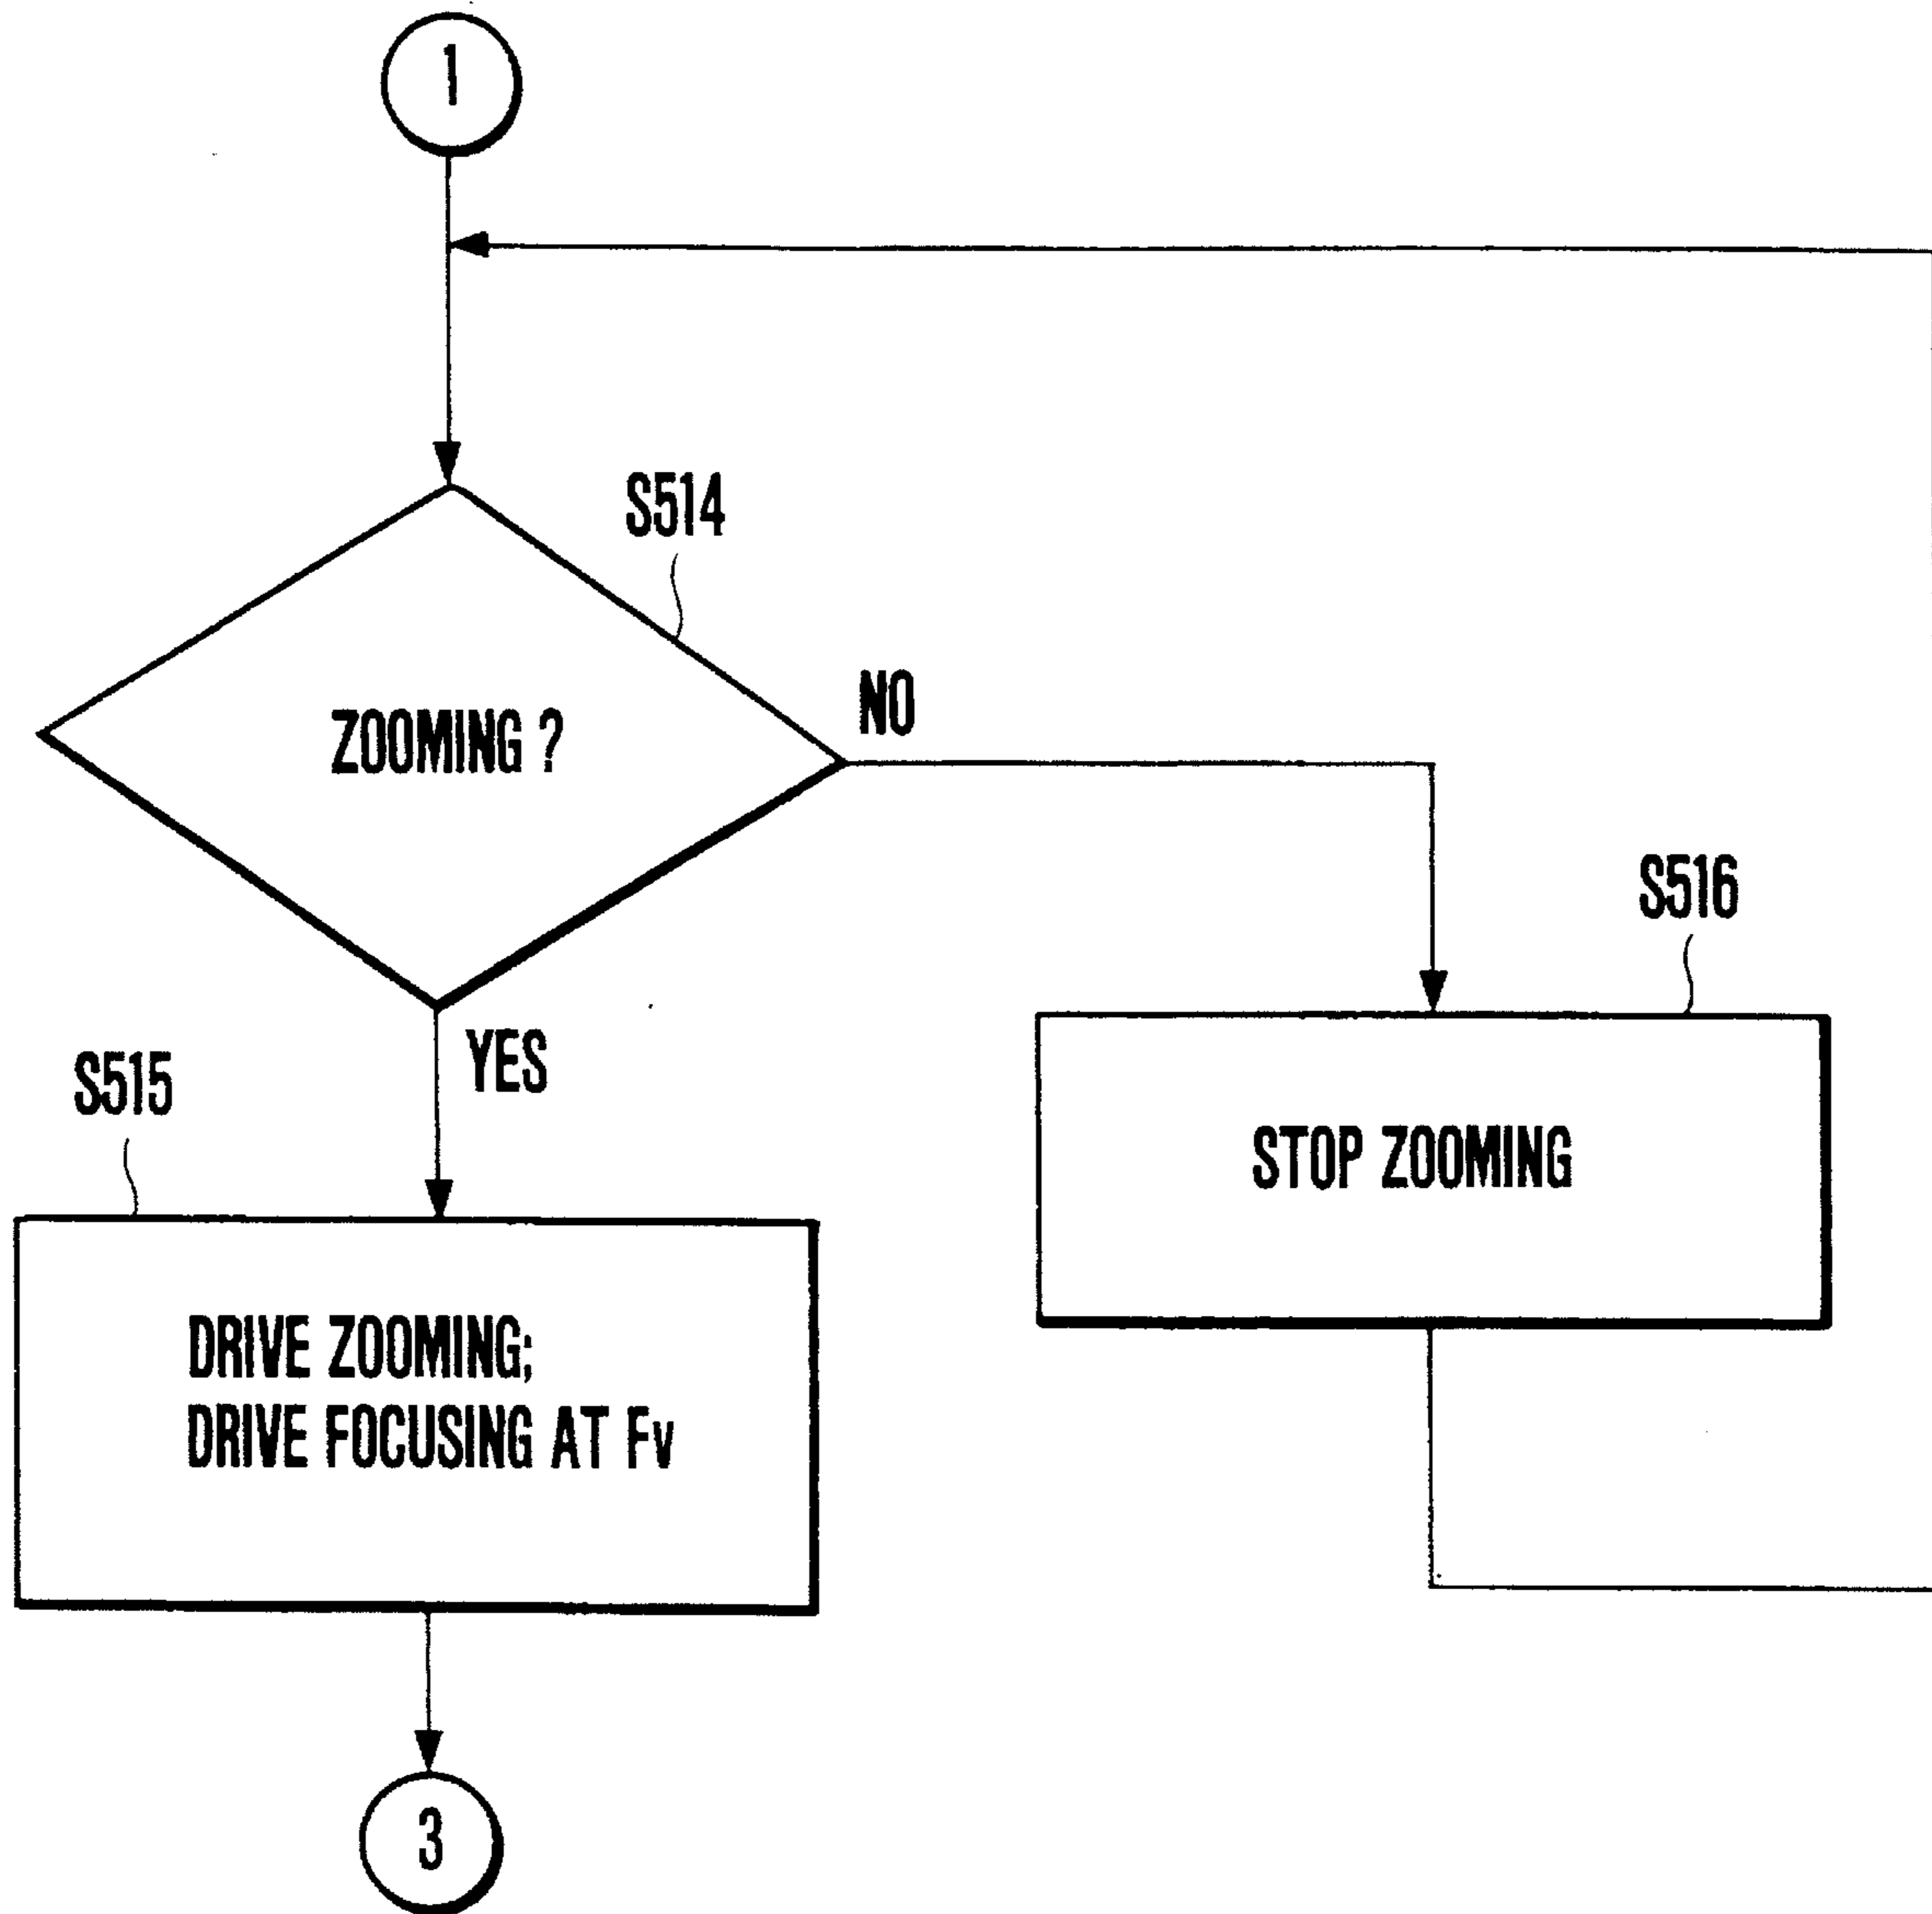 1
S514
ZOOMING ?
NO
S516
YES
S515
STOP ZOOMING
DRIVE ZOOMING;
DRIVE FOCUSING AT Fv
3